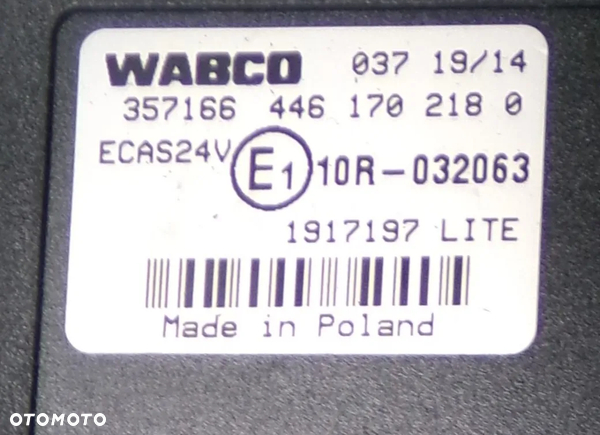 WABCO 037 19/14
357166 446 170 218 0
ECAS24V E1 10R-032063
1917197 LITE
Made in Poland
OTOMOTO